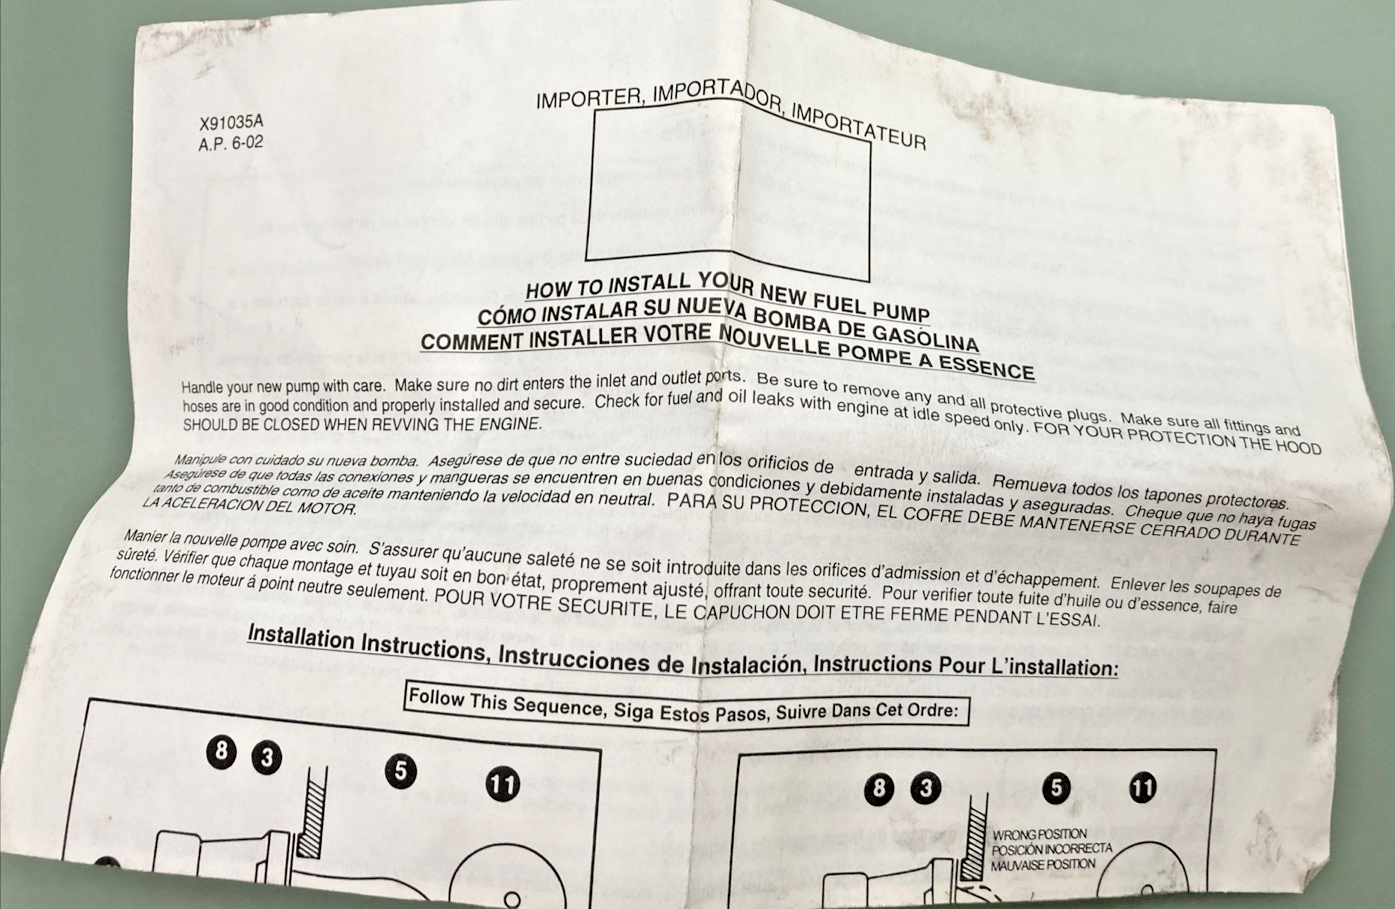 X91035A
A.P. 6-02
IMPORTER, IMPORTADOR, IMPORTATEUR
HOW TO INSTALL YOUR NEW FUEL PUMP
CÓMO INSTALAR SU NUEVA BOMBA DE GASOLINA
COMMENT INSTALLER VOTRE NOUVELLE POMPE A ESSENCE
Handle your new pump with care. Make sure no dirt enters the inlet and outlet ports. Be sure to remove any and all protective plugs. Make sure all fittings and
hoses are in good condition and properly installed and secure. Check for fuel and oil leaks with engine at idle speed only. FOR YOUR PROTECTION THE HOOD
SHOULD BE CLOSED WHEN REVVING THE ENGINE.
Manipule con cuidado su nueva bomba. Asegúrese de que no entre suciedad en los orificios de entrada y salida. Remueva todos los tapones protectores.
Asegúrese de que todas las conexiones y mangueras se encuentren en buenas condiciones y debidamente instaladas y aseguradas. Cheque que no haya fugas
tanto de combustible como de aceite manteniendo la velocidad en neutral. PARA SU PROTECCION, EL COFRE DEBE MANTENERSE CERRADO DURANTE
LA ACELERACION DEL MOTOR.
Manier la nouvelle pompe avec soin. S'assurer qu'aucune saleté ne se soit introduite dans les orifices d'admission et d'échappement. Enlever les soupapes de
sûreté. Vérifier que chaque montage et tuyau soit en bon état, proprement ajusté, offrant toute securité. Pour verifier toute fuite d'huile ou d'essence, faire
fonctionner le moteur á point neutre seulement. POUR VOTRE SECURITE, LE CAPUCHON DOIT ETRE FERME PENDANT L'ESSAI.
Installation Instructions, Instrucciones de Instalación, Instructions Pour L'installation:
Follow This Sequence, Siga Estos Pasos, Suivre Dans Cet Ordre:
8 3 5 11
8 3 5 11
WRONG POSITION
POSICIÓN INCORRECTA
MAUVAISE POSITION